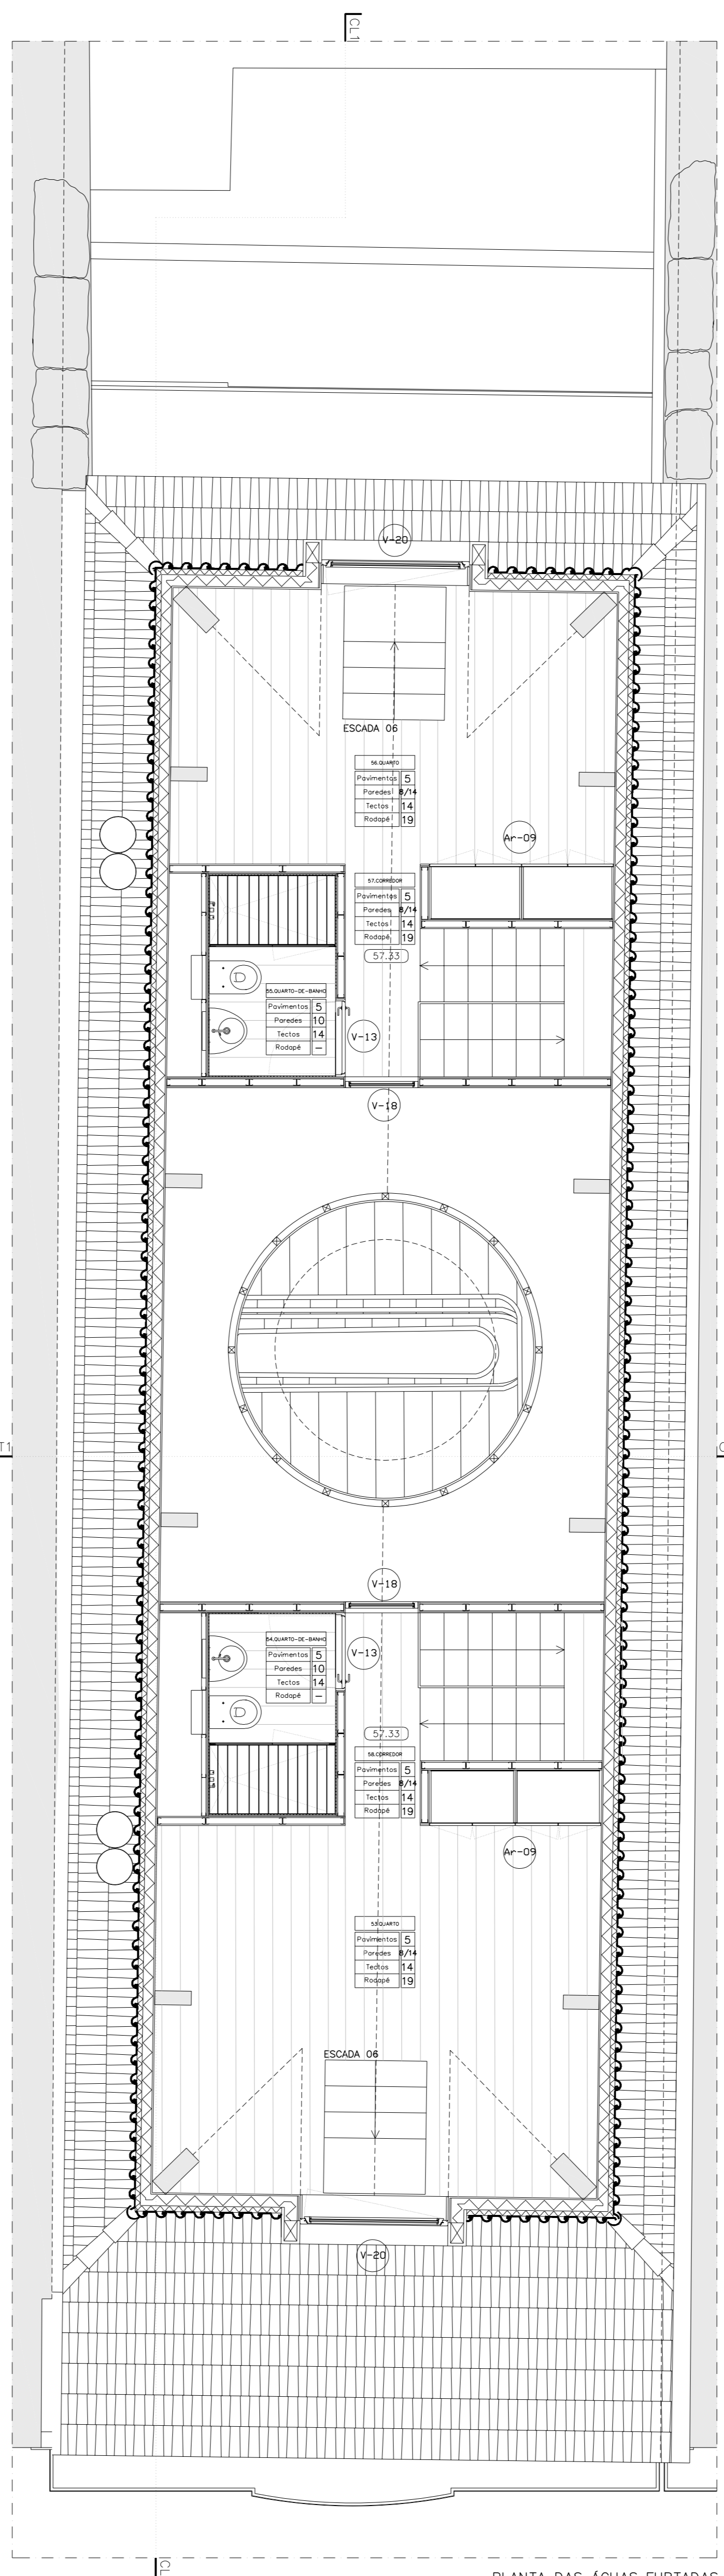 CL1
V-20
ESCADA 06
56.QUARTO
Pavimentos 5
Paredes 8/14
Tectos 14
Rodapé 19
Ar-09
57.CORREDOR
Pavimentos 5
Paredes 8/14
Tectos 14
Rodapé 19
57.33
55.QUARTO-DE-BANHO
Pavimentos 5
Paredes 10
Tectos 14
Rodapé –
V-13
V-18
T1
C
V-18
54.QUARTO-DE-BANHO
Pavimentos 5
Paredes 10
Tectos 14
Rodapé –
V-13
57.33
58.CORREDOR
Pavimentos 5
Paredes 8/14
Tectos 14
Rodapé 19
Ar-09
53.QUARTO
Pavimentos 5
Paredes 8/14
Tectos 14
Rodapé 19
ESCADA 06
V-20
CL
PLANTA DAS ÁGUAS FURTADAS